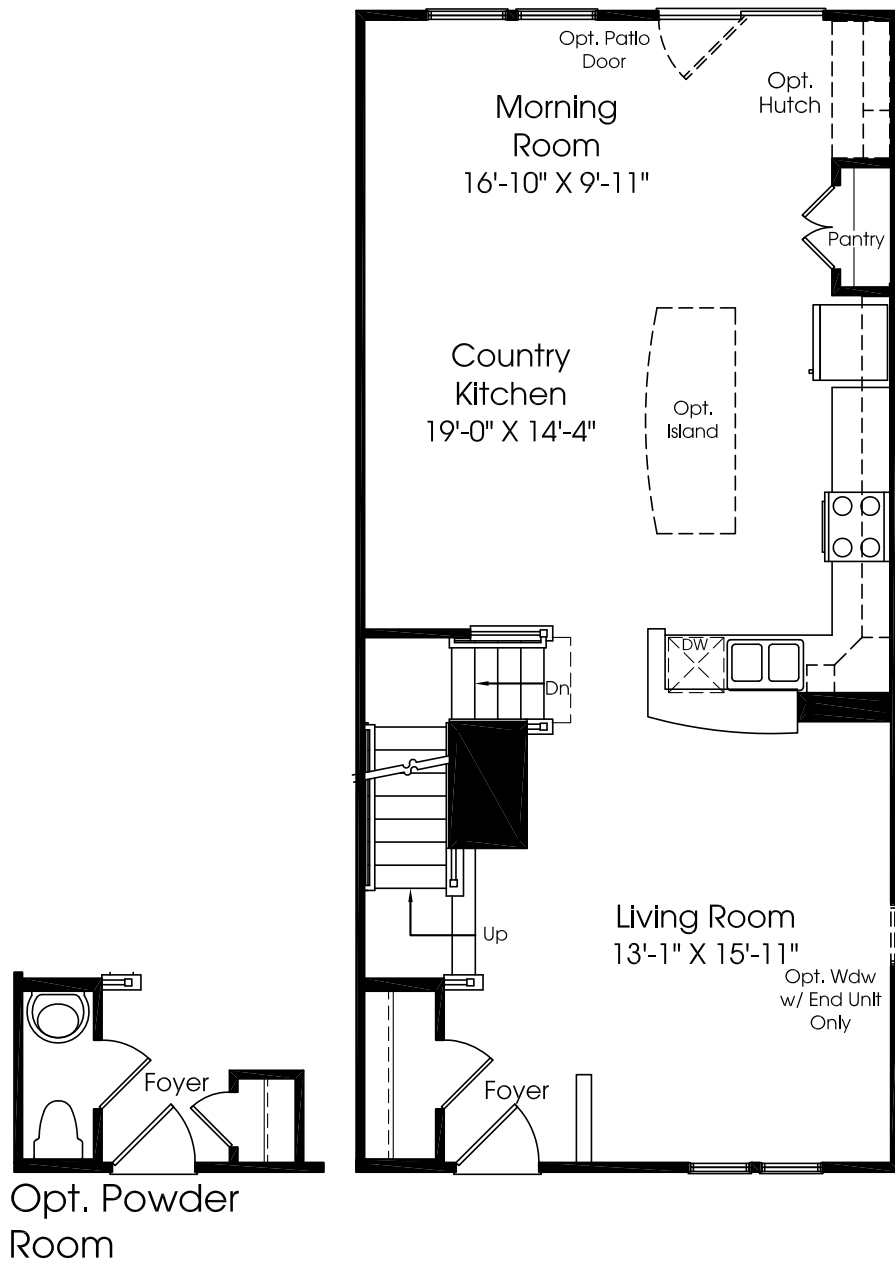 Opt. Patio
Door
Opt.
Hutch
Morning
Room
16'-10" X 9'-11"
Pantry
Country
Kitchen
19'-0" X 14'-4"
Opt.
Island
DW
Dn
Up
Living Room
13'-1" X 15'-11"
Opt. Wdw
w/ End Unit
Only
Foyer
Foyer
Opt. Powder
Room